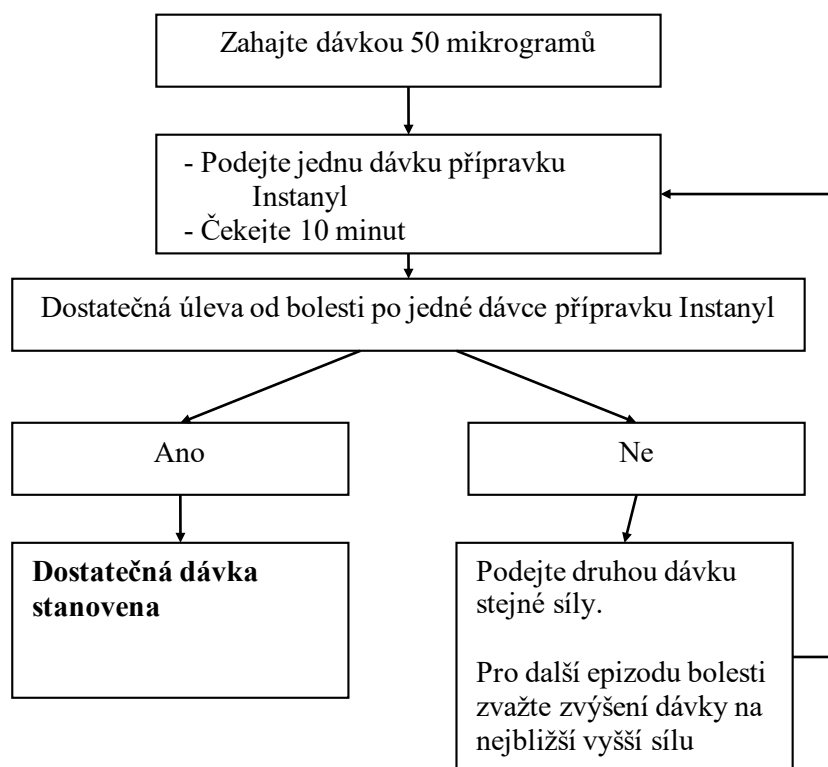 Zahajte dávkou 50 mikrogramů
- Podejte jednu dávku přípravku
Instanyl
- Čekejte 10 minut
Dostatečná úleva od bolesti po jedné dávce přípravku Instanyl
Ano
Ne
Dostatečná dávka
stanovena
Podejte druhou dávku
stejné síly.
Pro další epizodu bolesti
zvažte zvýšení dávky na
nejbližší vyšší sílu